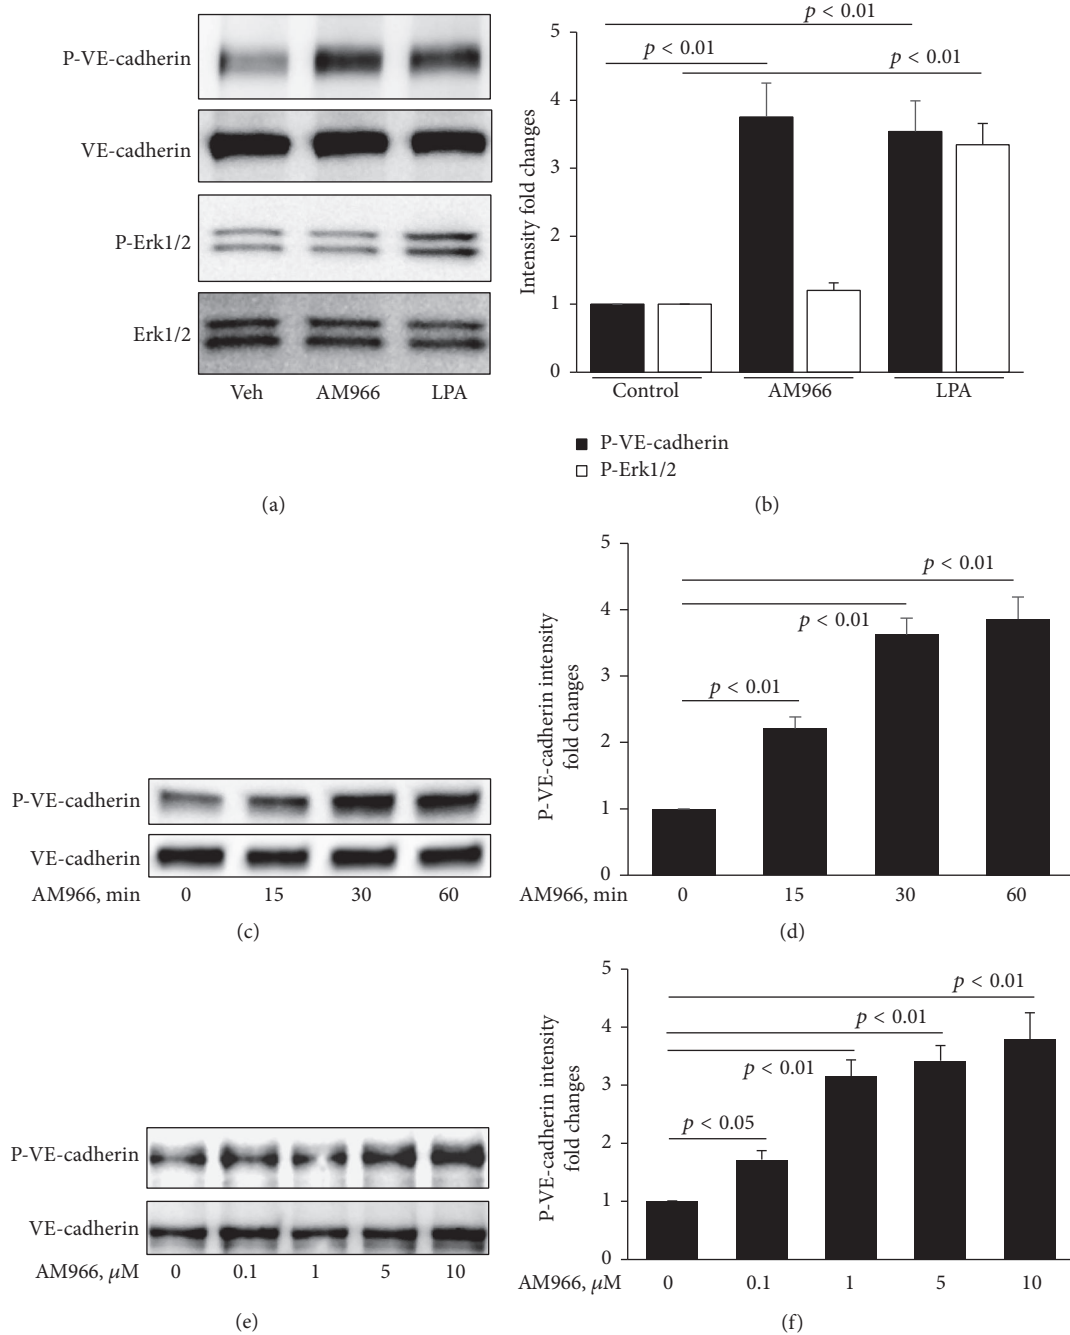 P-VE-cadherin
VE-cadherin
P-Erk1/2
Erk1/2
Veh AM966 LPA
(a)
p < 0.01
p < 0.01
p < 0.01
Intensity fold changes
5
4
3
2
1
0
Control AM966 LPA
P-VE-cadherin
P-Erk1/2
(b)
P-VE-cadherin
VE-cadherin
AM966, min 0 15 30 60
(c)
P-VE-cadherin intensity
fold changes
5
4
3
2
1
0
p < 0.01
p < 0.01
p < 0.01
AM966, min 0 15 30 60
(d)
P-VE-cadherin
VE-cadherin
AM966, μM 0 0.1 1 5 10
(e)
P-VE-cadherin intensity
fold changes
5
4
3
2
1
0
p < 0.01
p < 0.01
p < 0.01
p < 0.05
AM966, μM 0 0.1 1 5 10
(f)